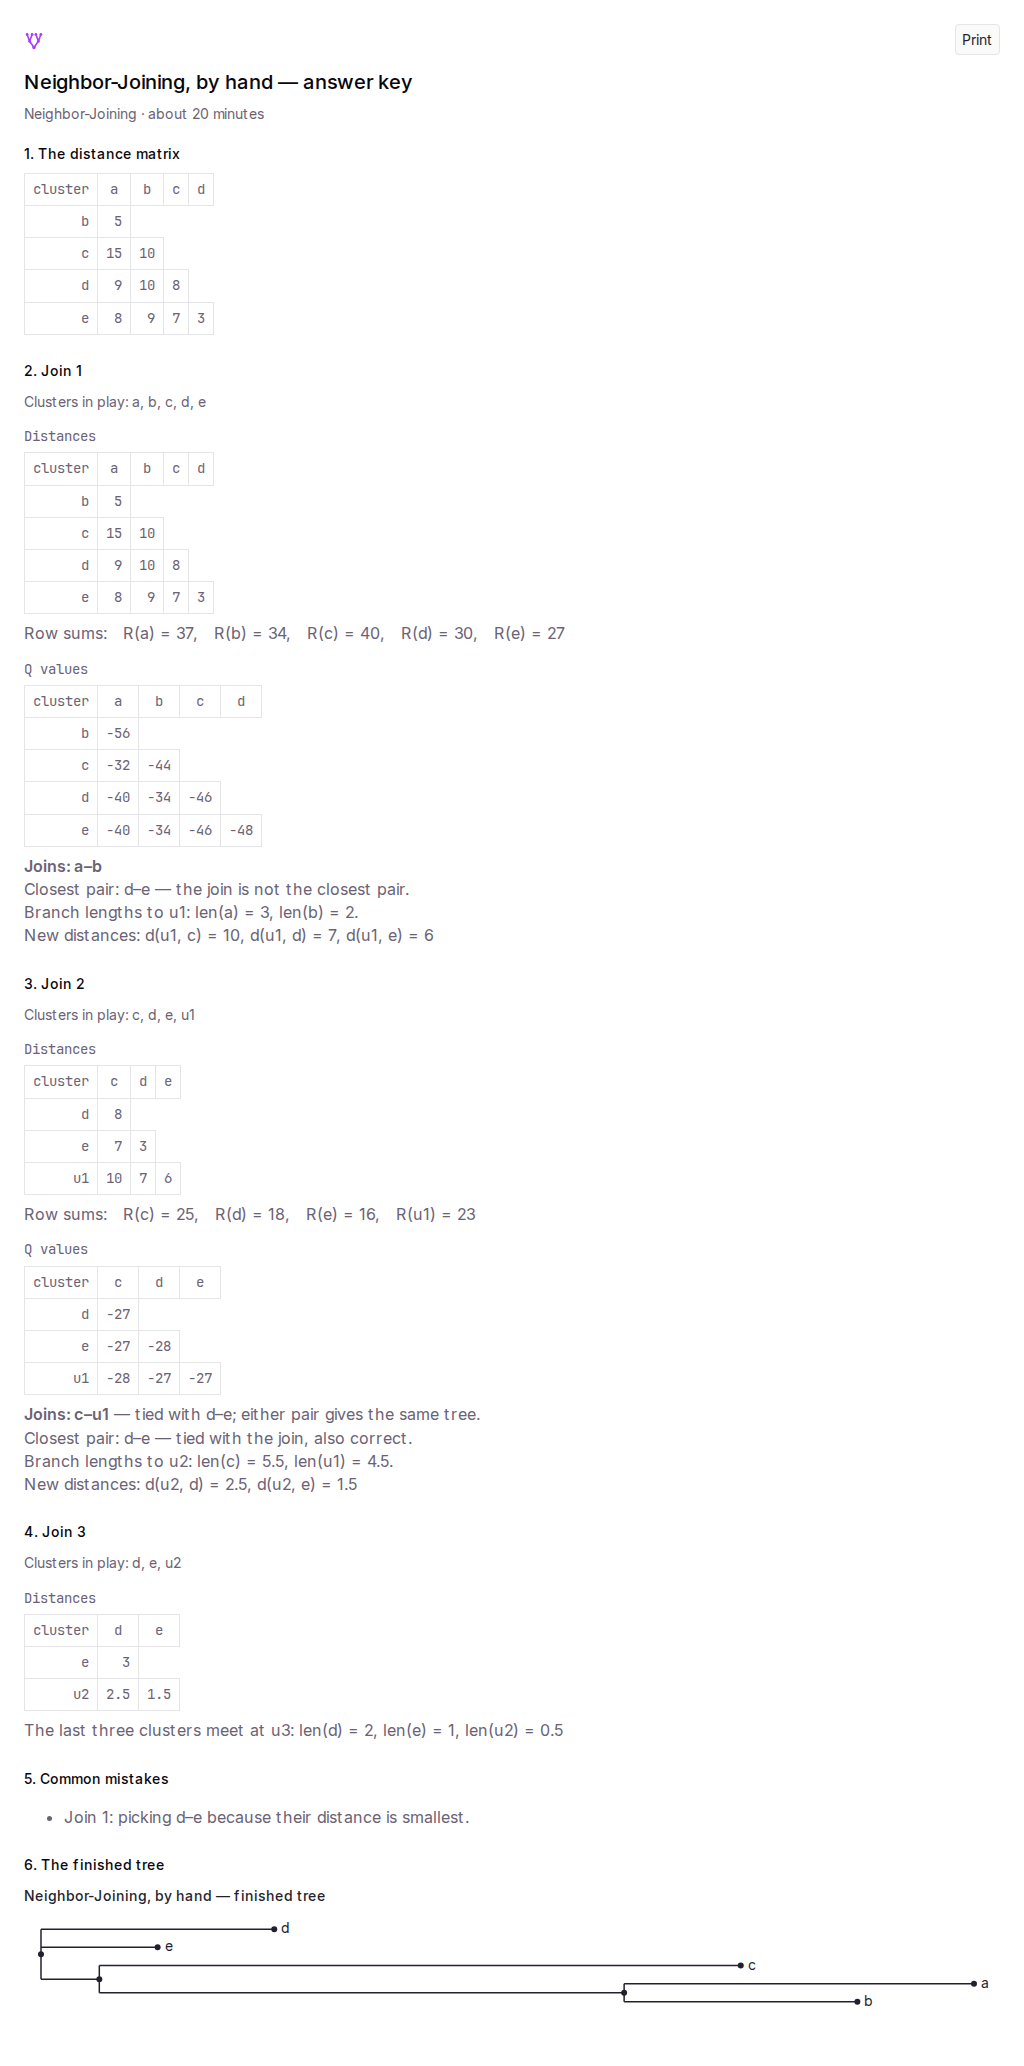 Print
Neighbor-Joining, by hand — answer key
Neighbor-Joining · about 20 minutes
1. The distance matrix
cluster a b c d
b 5
c 15 10
d 9 10 8
e 8 9 7 3
2. Join 1
Clusters in play: a, b, c, d, e
Distances
cluster a b c d
b 5
c 15 10
d 9 10 8
e 8 9 7 3
Row sums: R(a) = 37, R(b) = 34, R(c) = 40, R(d) = 30, R(e) = 27
Q values
cluster a b c d
b -56
c -32 -44
d -40 -34 -46
e -40 -34 -46 -48
Joins: a–b
Closest pair: d–e — the join is not the closest pair.
Branch lengths to u1: len(a) = 3, len(b) = 2.
New distances: d(u1, c) = 10, d(u1, d) = 7, d(u1, e) = 6
3. Join 2
Clusters in play: c, d, e, u1
Distances
cluster c d e
d 8
e 7 3
u1 10 7 6
Row sums: R(c) = 25, R(d) = 18, R(e) = 16, R(u1) = 23
Q values
cluster c d e
d -27
e -27 -28
u1 -28 -27 -27
Joins: c–u1 — tied with d–e; either pair gives the same tree.
Closest pair: d–e — tied with the join, also correct.
Branch lengths to u2: len(c) = 5.5, len(u1) = 4.5.
New distances: d(u2, d) = 2.5, d(u2, e) = 1.5
4. Join 3
Clusters in play: d, e, u2
Distances
cluster d e
e 3
u2 2.5 1.5
The last three clusters meet at u3: len(d) = 2, len(e) = 1, len(u2) = 0.5
5. Common mistakes
• Join 1: picking d–e because their distance is smallest.
6. The finished tree
Neighbor-Joining, by hand — finished tree
d
e
c
a
b